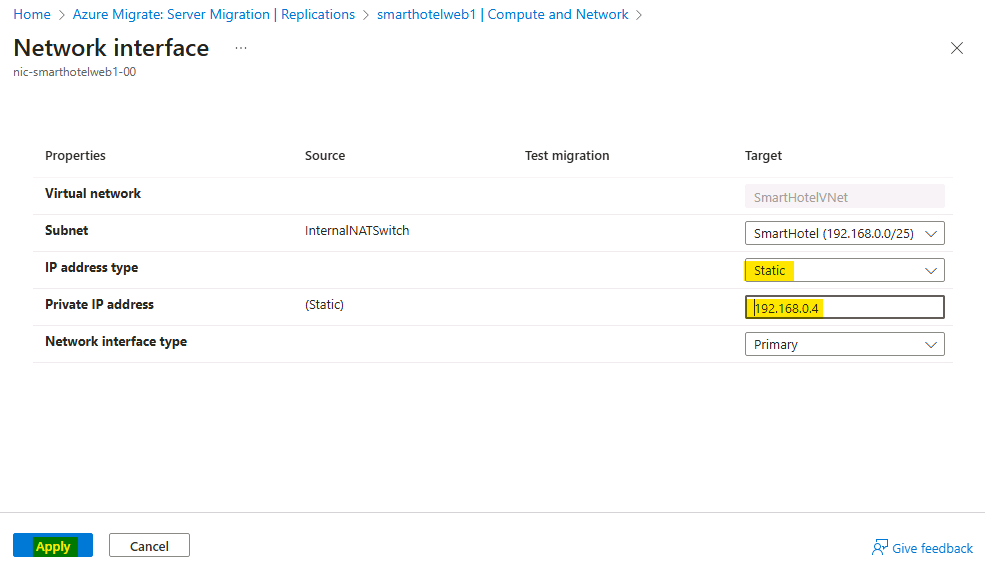 Home > Azure Migrate: Server Migration | Replications > smarthotelweb1 | Compute and Network >
Network interface ...
nic-smarthotelweb1-00
Properties Source Test migration Target
Virtual network SmartHotelVNet
Subnet InternalNATSwitch SmartHotel (192.168.0.0/25)
IP address type Static
Private IP address (Static) 192.168.0.4
Network interface type Primary
Apply Cancel Give feedback